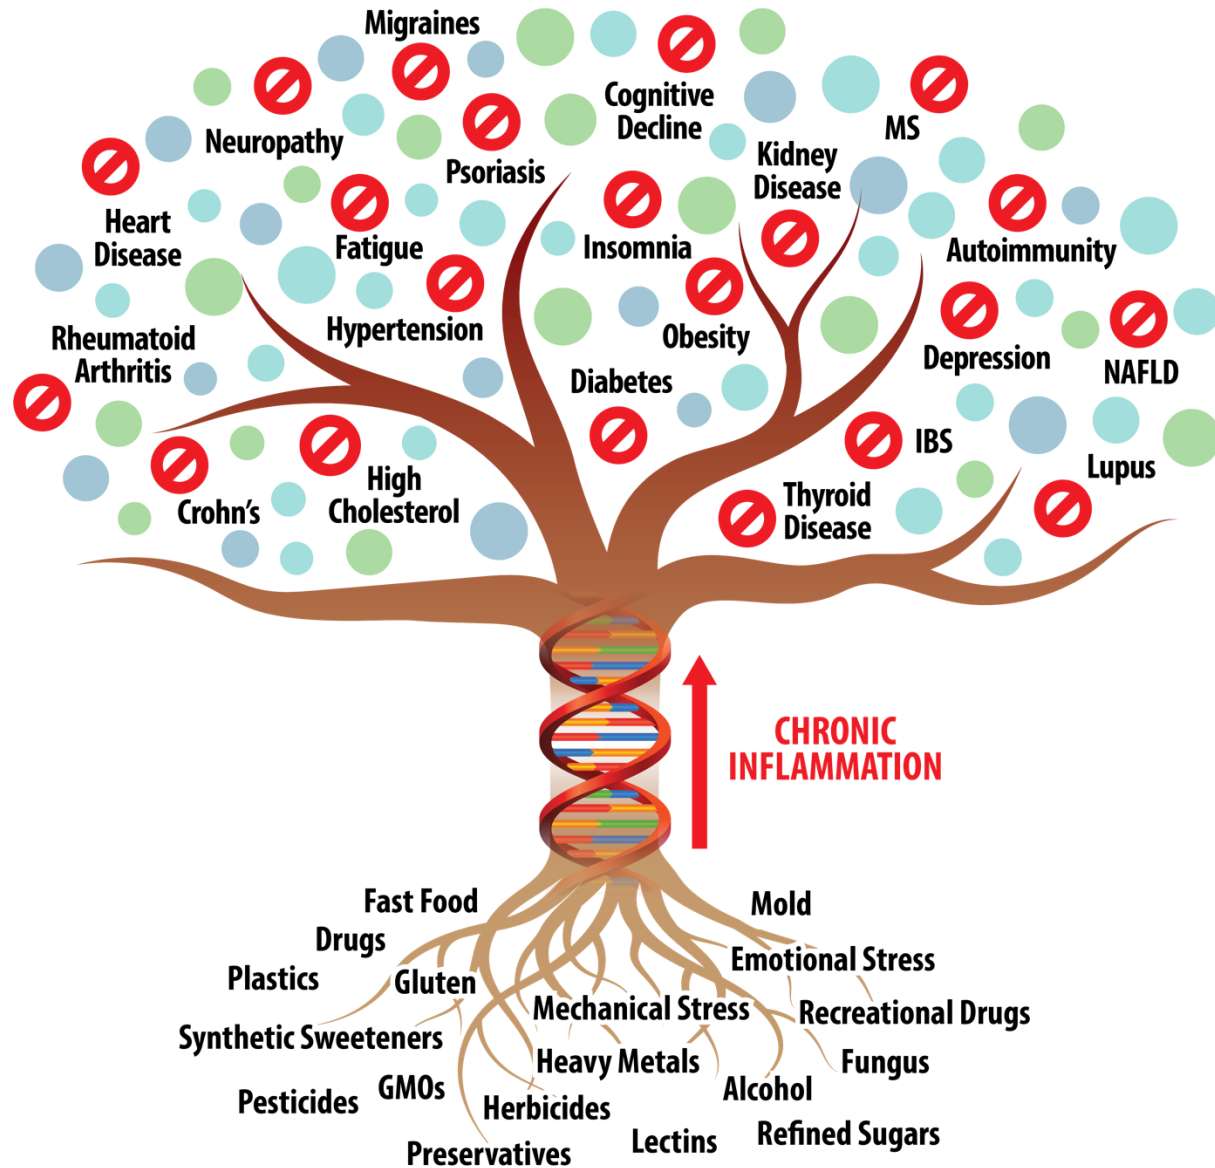 Migraines
Cognitive
Decline
MS
Neuropathy
Psoriasis
Kidney
Disease
Heart
Disease
Fatigue
Insomnia
Autoimmunity
Hypertension
Obesity
Rheumatoid
Arthritis
Diabetes
Depression
NAFLD
IBS
Lupus
High
Cholesterol
Crohn's
Thyroid
Disease
CHRONIC
INFLAMMATION
Fast Food
Mold
Drugs
Emotional Stress
Plastics
Gluten
Mechanical Stress
Recreational Drugs
Synthetic Sweeteners
Heavy Metals
Fungus
GMOs
Alcohol
Pesticides
Herbicides
Lectins
Refined Sugars
Preservatives